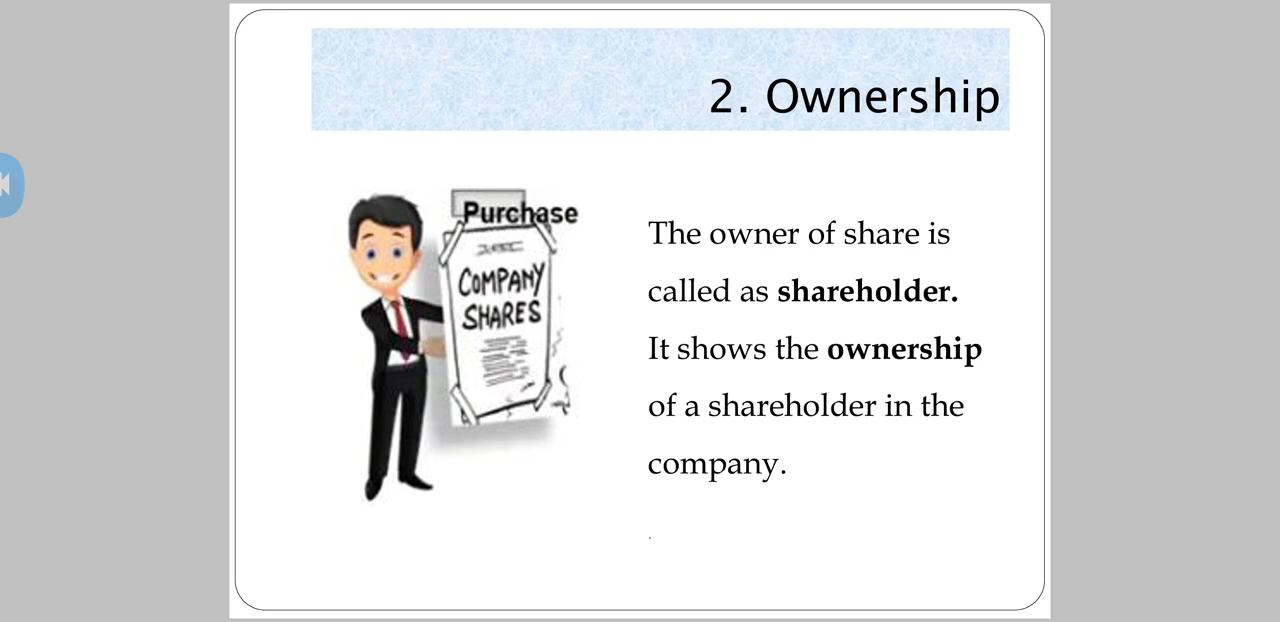 2. Ownership
Purchase
COMPANY
SHARES
The owner of share is
called as shareholder.
It shows the ownership
of a shareholder in the
company.
.